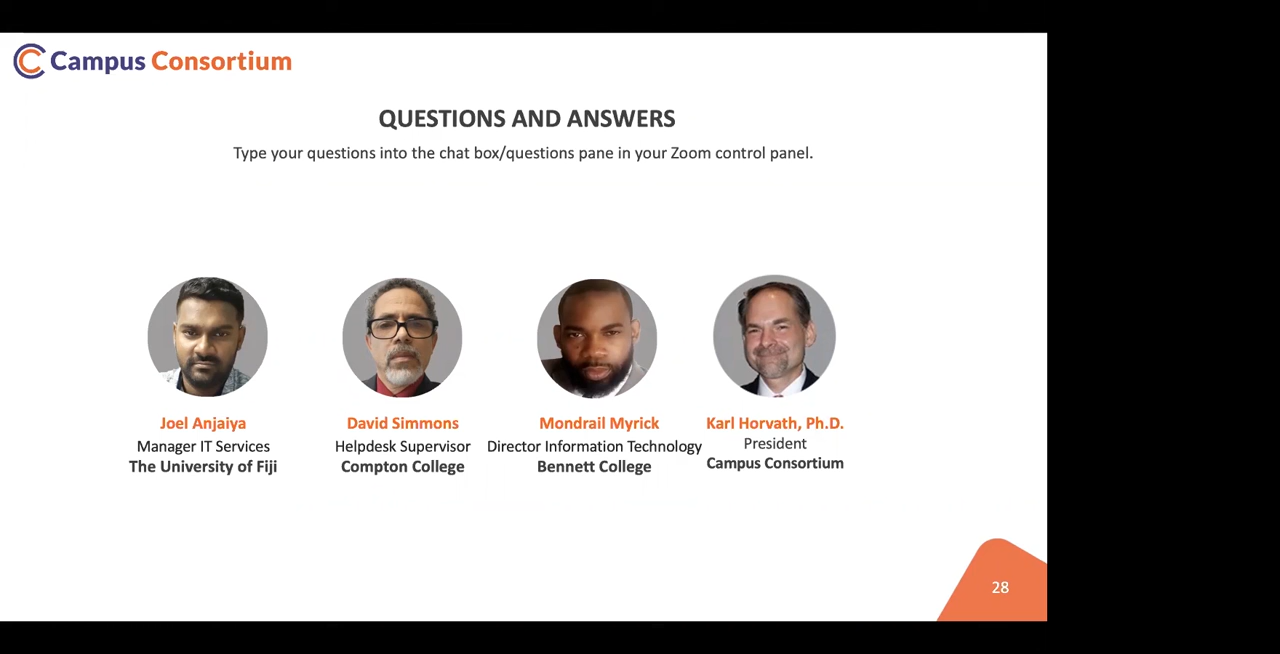 Campus Consortium
QUESTIONS AND ANSWERS
Type your questions into the chat box/questions pane in your Zoom control panel.
Joel Anjaiya
Manager IT Services
The University of Fiji
David Simmons
Helpdesk Supervisor
Compton College
Mondrail Myrick
Director Information Technology
Bennett College
Karl Horvath, Ph.D.
President
Campus Consortium
28